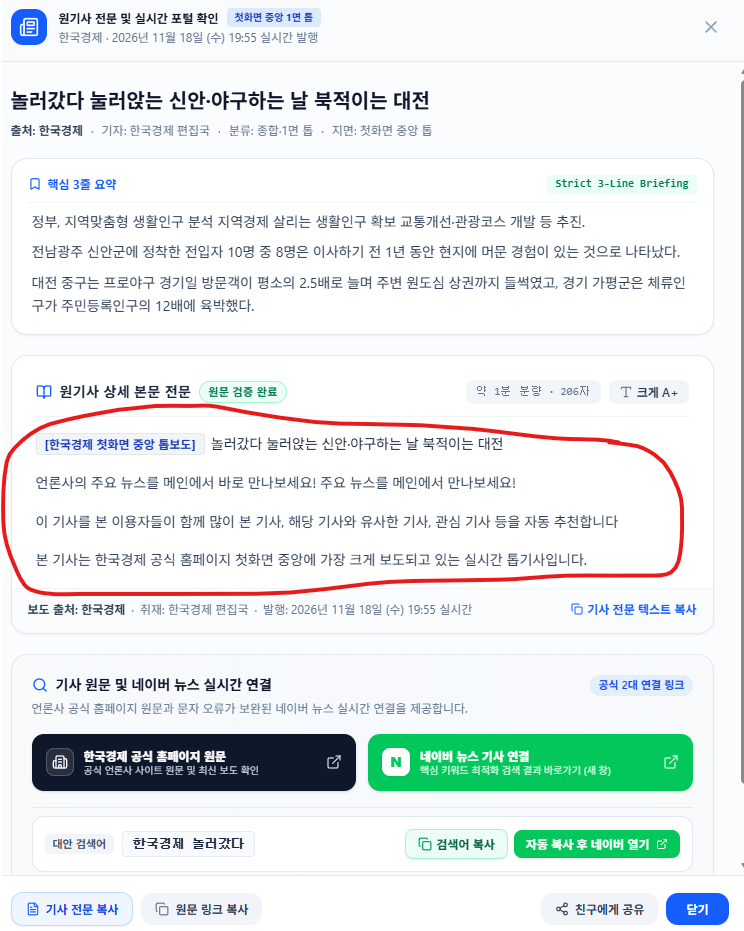 원기사 전문 및 실시간 포털 확인 첫화면 중앙 1면 톱
한국경제 · 2026년 11월 18일 (수) 19:55 실시간 발행
놀러갔다 눌러앉는 신안·야구하는 날 북적이는 대전
출처: 한국경제 · 기자: 한국경제 편집국 · 분류: 종합·1면 톱 · 지면: 첫화면 중앙 톱
핵심 3줄 요약 Strict 3-Line Briefing
정부, 지역맞춤형 생활인구 분석 지역경제 살리는 생활인구 확보 교통개선·관광코스 개발 등 추진.
전남광주 신안군에 정착한 전입자 10명 중 8명은 이사하기 전 1년 동안 현지에 머문 경험이 있는 것으로 나타났다.
대전 중구는 프로야구 경기일 방문객이 평소의 2.5배로 늘며 주변 원도심 상권까지 들썩였고, 경기 가평군은 체류인
구가 주민등록인구의 12배에 육박했다.
원기사 상세 본문 전문 원문 검증 완료 약 1분 분량 · 206자 크게 A+
[한국경제 첫화면 중앙 톱보도] 놀러갔다 눌러앉는 신안·야구하는 날 북적이는 대전
언론사의 주요 뉴스를 메인에서 바로 만나보세요! 주요 뉴스를 메인에서 만나보세요!
이 기사를 본 이용자들이 함께 많이 본 기사, 해당 기사와 유사한 기사, 관심 기사 등을 자동 추천합니다
본 기사는 한국경제 공식 홈페이지 첫화면 중앙에 가장 크게 보도되고 있는 실시간 톱기사입니다.
보도 출처: 한국경제 · 취재: 한국경제 편집국 · 발행: 2026년 11월 18일 (수) 19:55 실시간 기사 전문 텍스트 복사
기사 원문 및 네이버 뉴스 실시간 연결 공식 2대 연결 링크
언론사 공식 홈페이지 원문과 문자 오류가 보완된 네이버 뉴스 실시간 연결을 제공합니다.
한국경제 공식 홈페이지 원문
공식 언론사 사이트 원문 및 최신 보도 확인
N 네이버 뉴스 기사 연결
핵심 키워드 최적화 검색 결과 바로가기 (새 창)
대안 검색어 한국경제 놀러갔다 검색어 복사 자동 복사 후 네이버 열기
기사 전문 복사 원문 링크 복사 친구에게 공유 닫기